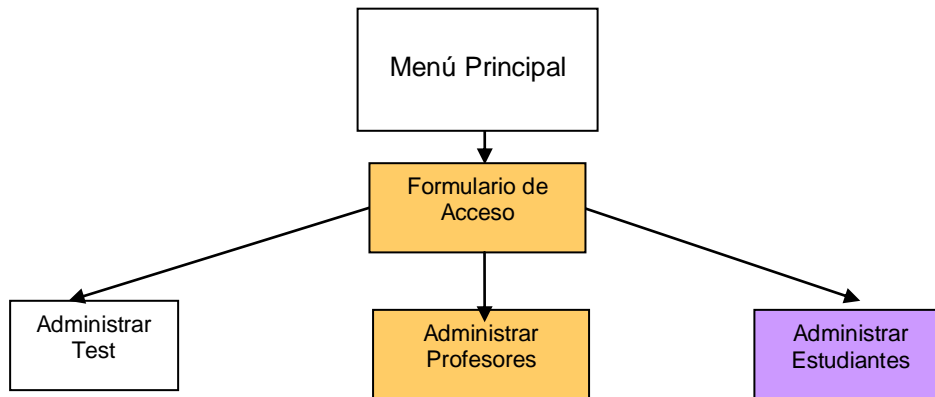 Menú Principal
Formulario de
Acceso
Administrar
Test
Administrar
Profesores
Administrar
Estudiantes